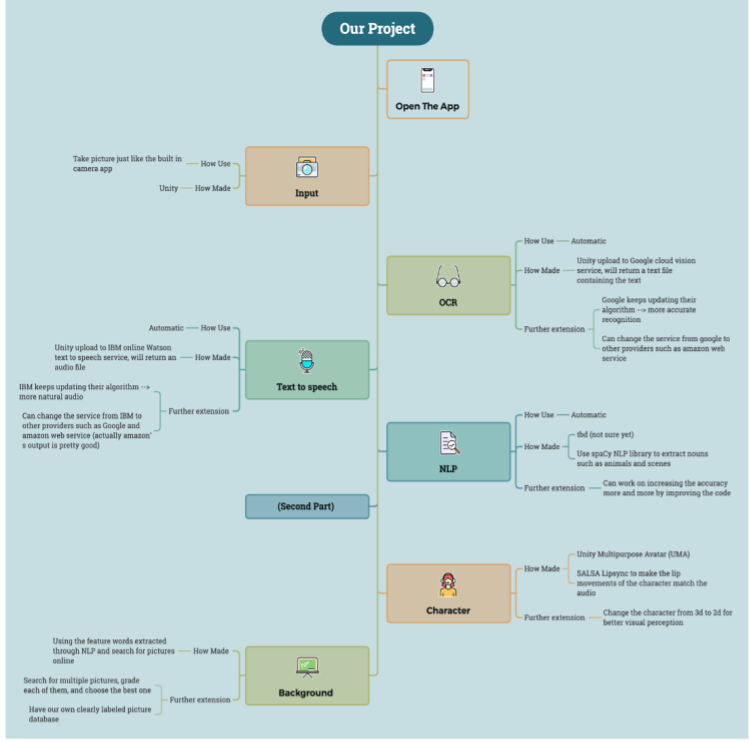 Our Project
Open The App
Take picture just like the built in
camera app
How Use
Unity
How Made
Input
How Use
Automatic
How Made
Unity upload to Google cloud vision
service, will return a text file
containing the text
OCR
Further extension
Google keeps updating their
algorithm --> more accurate
recognition
Can change the service from google to
other providers such as amazon web
service
Automatic
How Use
Unity upload to IBM online Watson
text to speech service, will return an
audio file
How Made
Text to speech
IBM keeps updating their algorithm -->
more natural audio
Further extension
Can change the service from IBM to
other providers such as Google and
amazon web service (actually amazon'
s output is pretty good)
How Use
Automatic
How Made
tbd (not sure yet)
Use spaCy NLP library to extract nouns
such as animals and scenes
NLP
Further extension
Can work on increasing the accuracy
more and more by improving the code
(Second Part)
How Made
Unity Multipurpose Avatar (UMA)
SALSA Lipsync to make the lip
movements of the character match the
audio
Character
Further extension
Change the character from 3d to 2d for
better visual perception
Using the feature words extracted
through NLP and search for pictures
online
How Made
Background
Search for multiple pictures, grade
each of them, and choose the best one
Further extension
Have our own clearly labeled picture
database